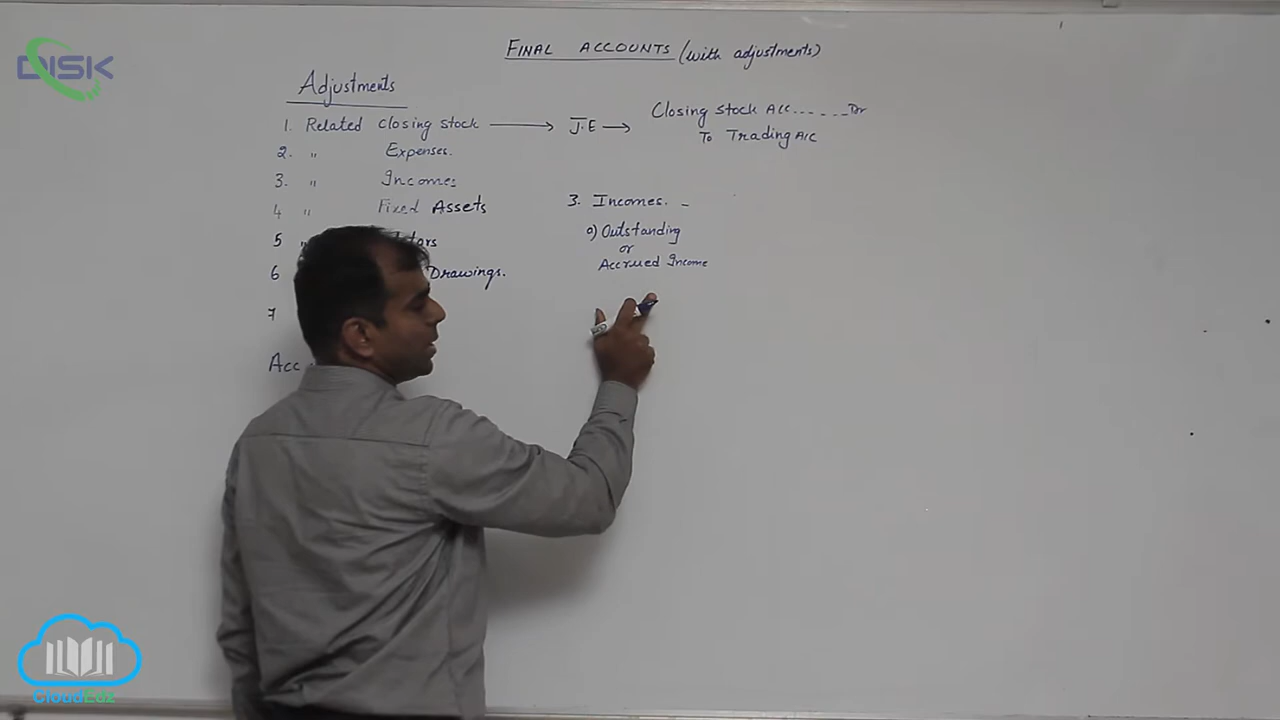 DISK
FINAL ACCOUNTS (with adjustments)
Adjustments
1. Related closing stock → J.E → Closing stock A/c......Dr
To Trading A/C
2. " Expenses.
3. " Incomes
4 " Fixed Assets
5
6 Drawings.
7
Acc
3. Incomes. -
a) Outstanding
or
Accrued Income
CloudEdz